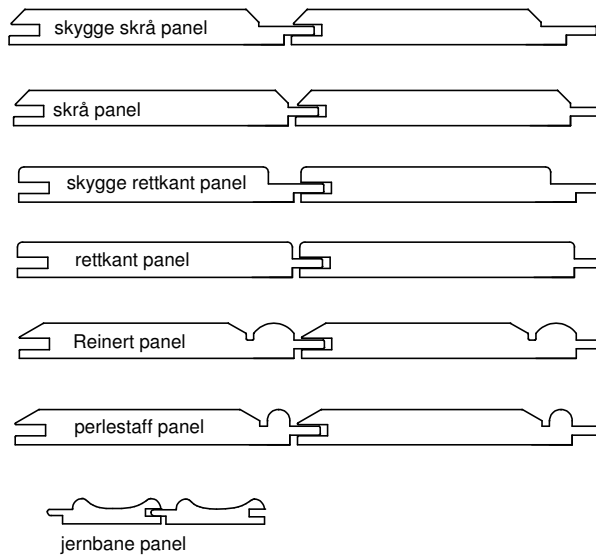 skygge skrå panel
skrå panel
skygge rettkant panel
rettkant panel
Reinert panel
perlestaff panel
jernbane panel